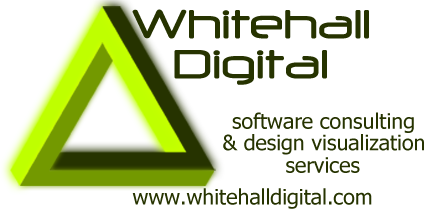 Whitehall
Digital
software consulting
& design visualization
services
www.whitehalldigital.com